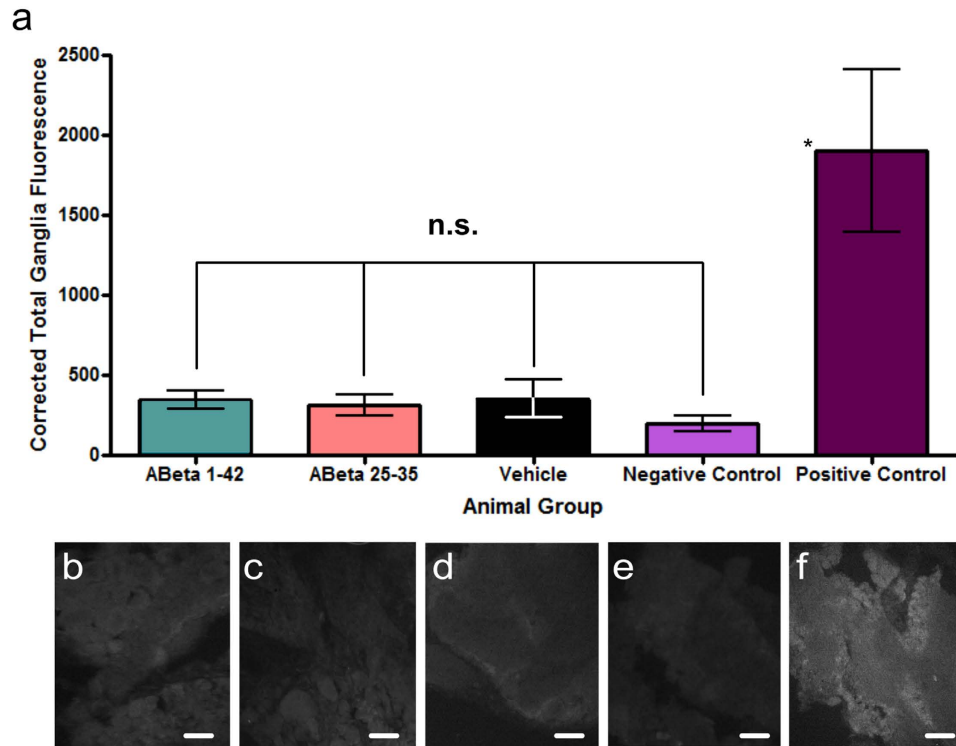 a
Corrected Total Ganglia Fluorescence
2500
2000
1500
1000
500
0
*
n.s.
ABeta 1-42 ABeta 25-35 Vehicle Negative Control Positive Control
Animal Group
b c d e f